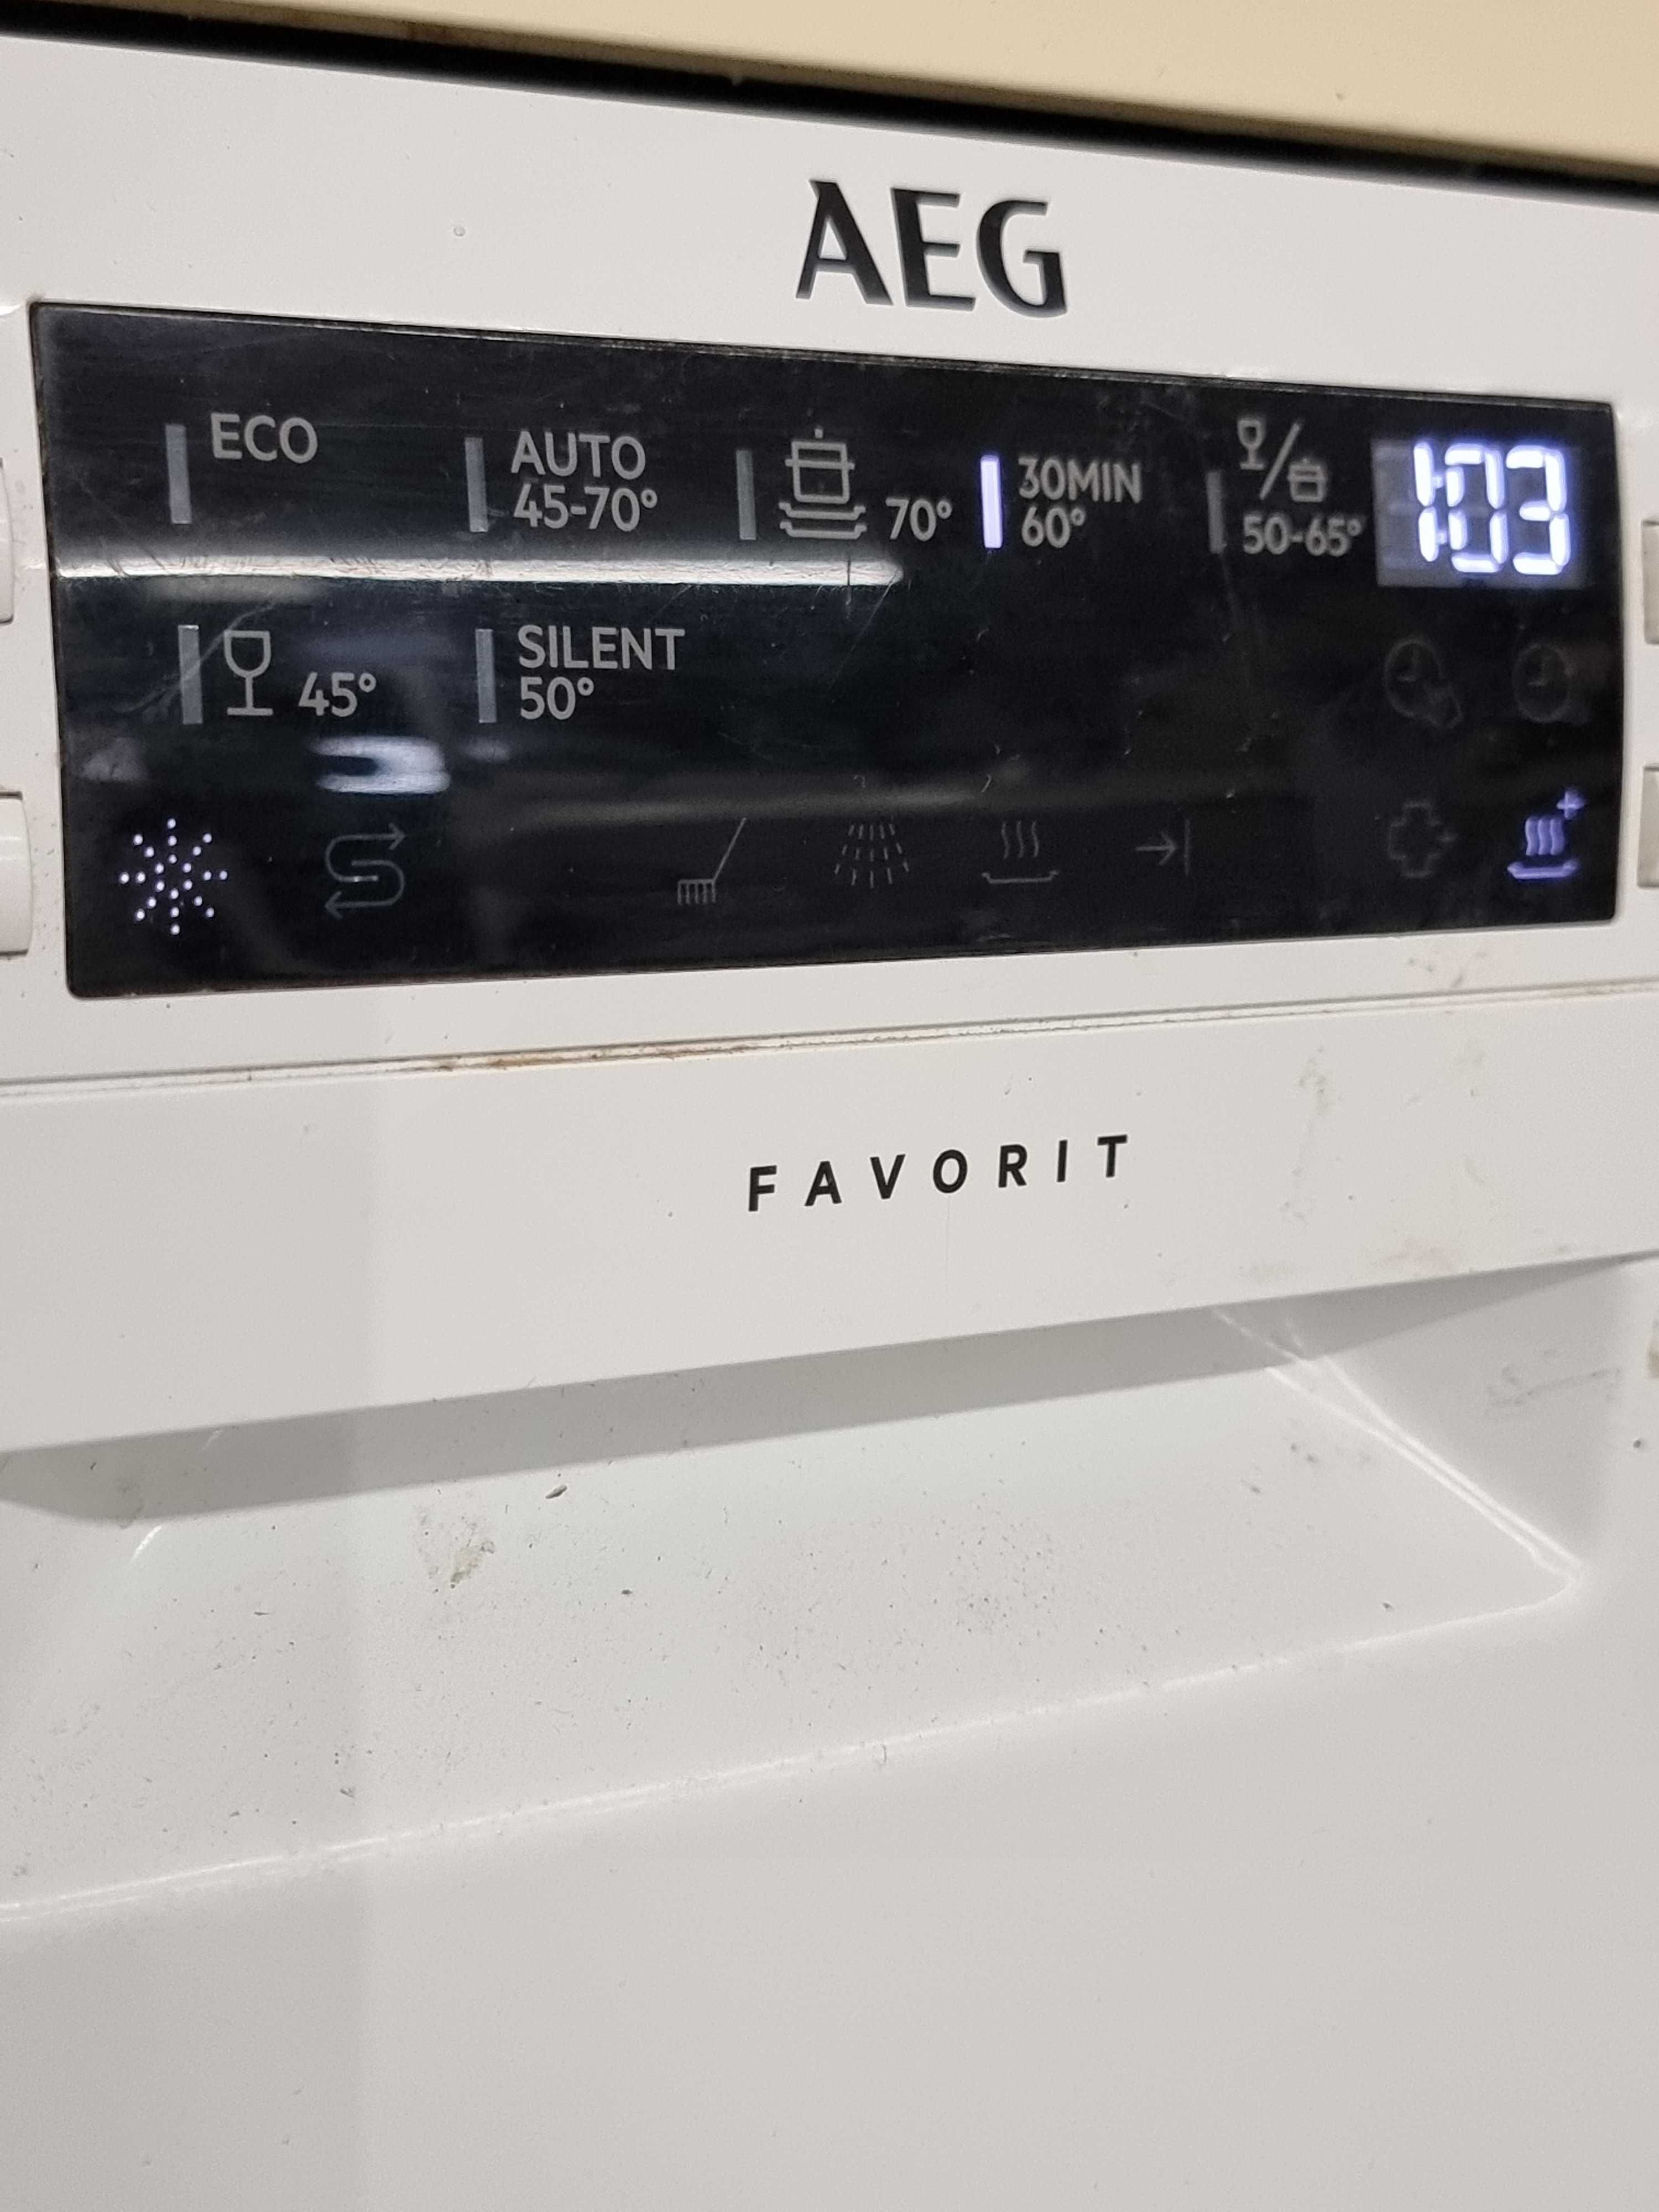 AEG
ECO
AUTO
45-70°
70°
30MIN
60°
50-65°
1:03
45°
SILENT
50°
FAVORIT